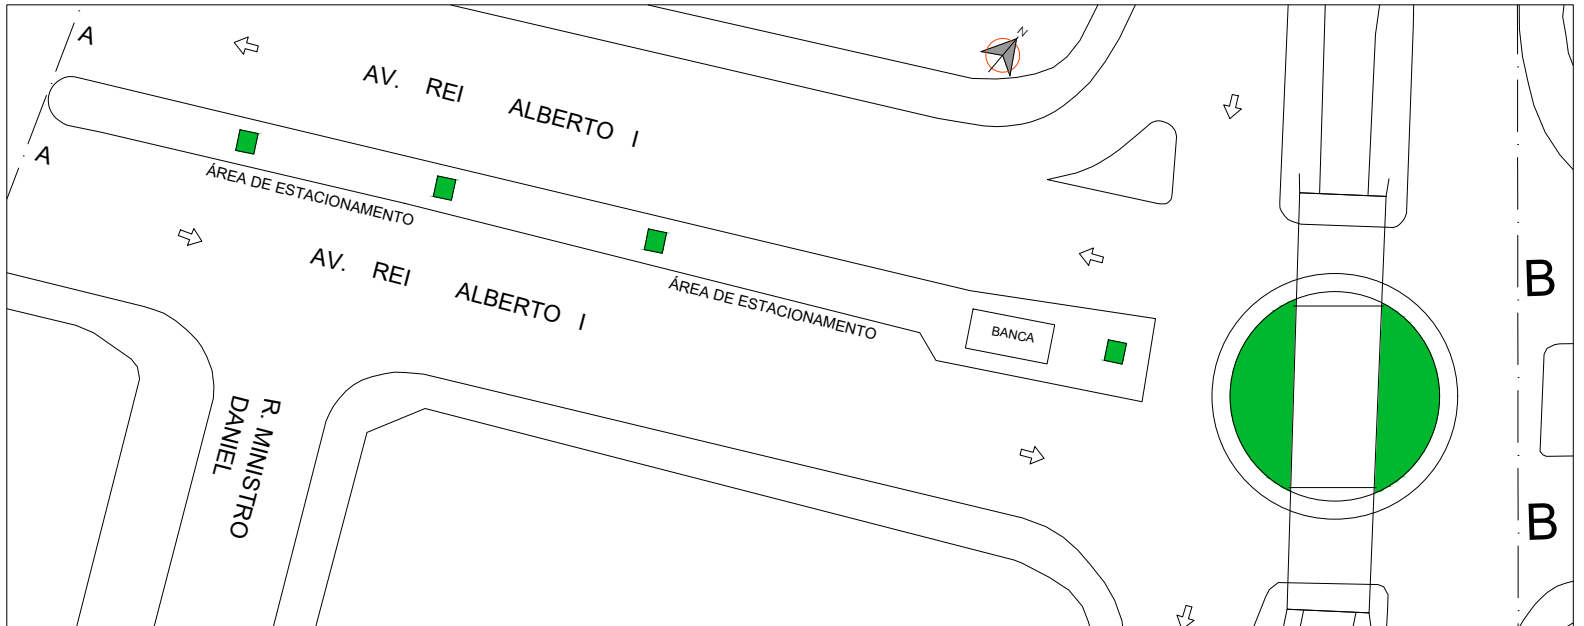 A
N
AV. REI ALBERTO I
A
ÁREA DE ESTACIONAMENTO
AV. REI ALBERTO I
ÁREA DE ESTACIONAMENTO
BANCA
B
R. MINISTRO
DANIEL
B